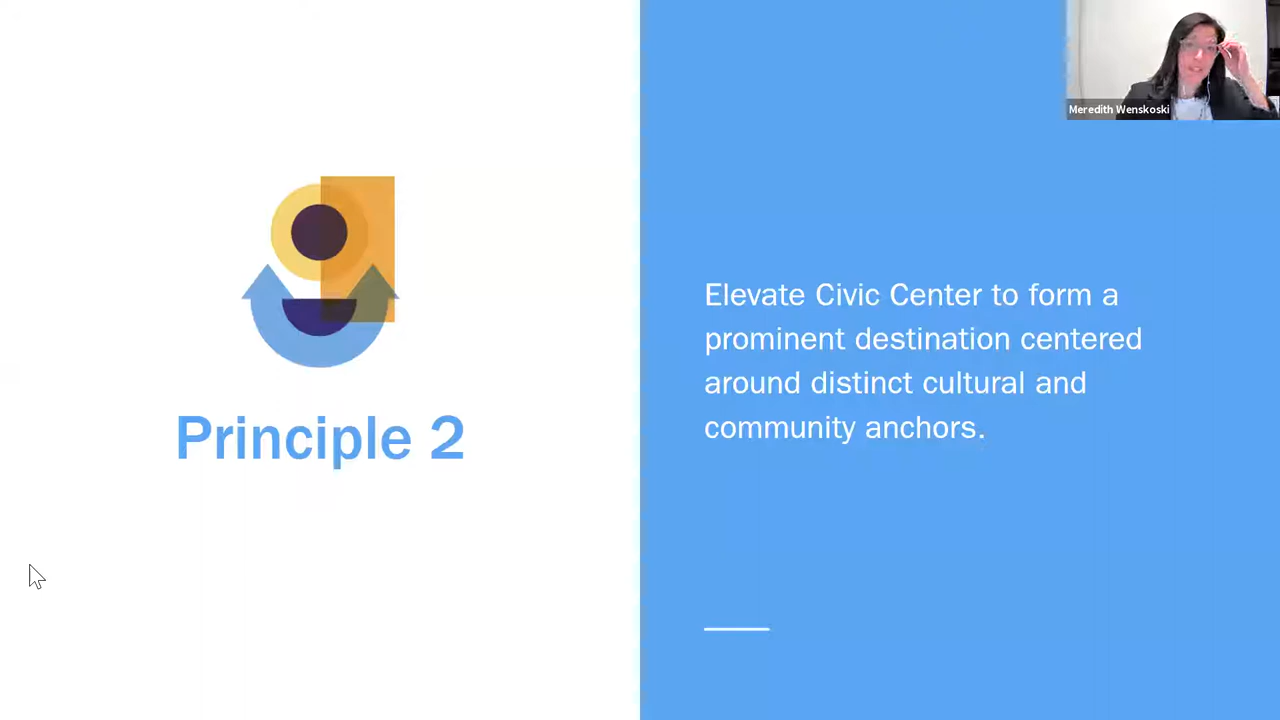 Meredith Wenskoski
Principle 2
Elevate Civic Center to form a
prominent destination centered
around distinct cultural and
community anchors.